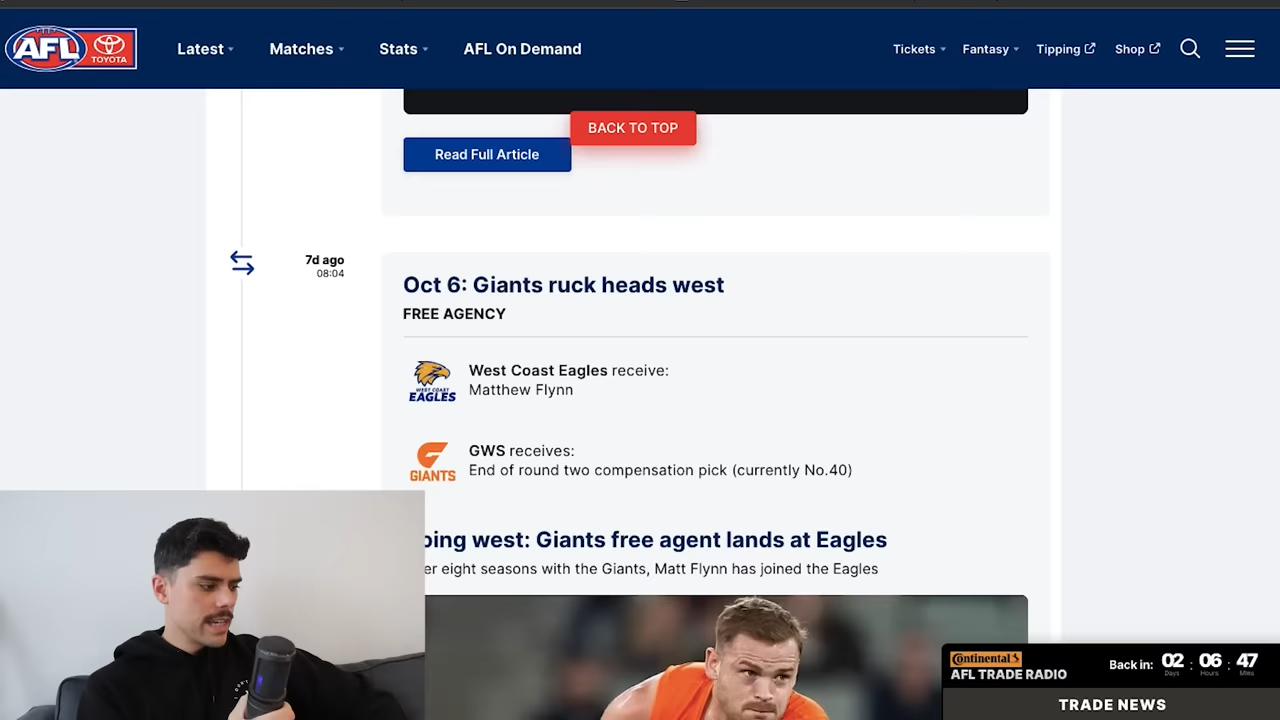 AFL
TOYOTA
Latest
Matches
Stats
AFL On Demand
Tickets
Fantasy
Tipping
Shop
BACK TO TOP
Read Full Article
7d ago
08:04
Oct 6: Giants ruck heads west
FREE AGENCY
WEST COAST
EAGLES
West Coast Eagles receive:
Matthew Flynn
GIANTS
GWS receives:
End of round two compensation pick (currently No.40)
oing west: Giants free agent lands at Eagles
er eight seasons with the Giants, Matt Flynn has joined the Eagles
Continental
AFL TRADE RADIO
Back in: 02 : 06 : 47
Days Hours Mins
TRADE NEWS